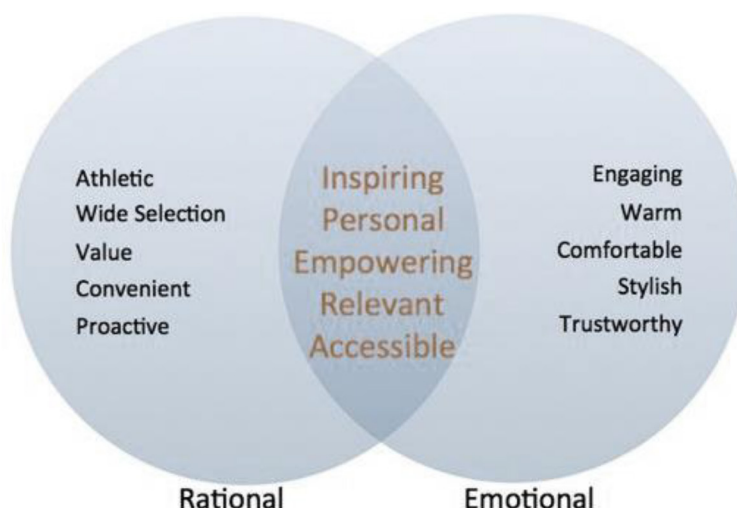 Athletic
Wide Selection
Value
Convenient
Proactive
Inspiring
Personal
Empowering
Relevant
Accessible
Engaging
Warm
Comfortable
Stylish
Trustworthy
Rational
Emotional